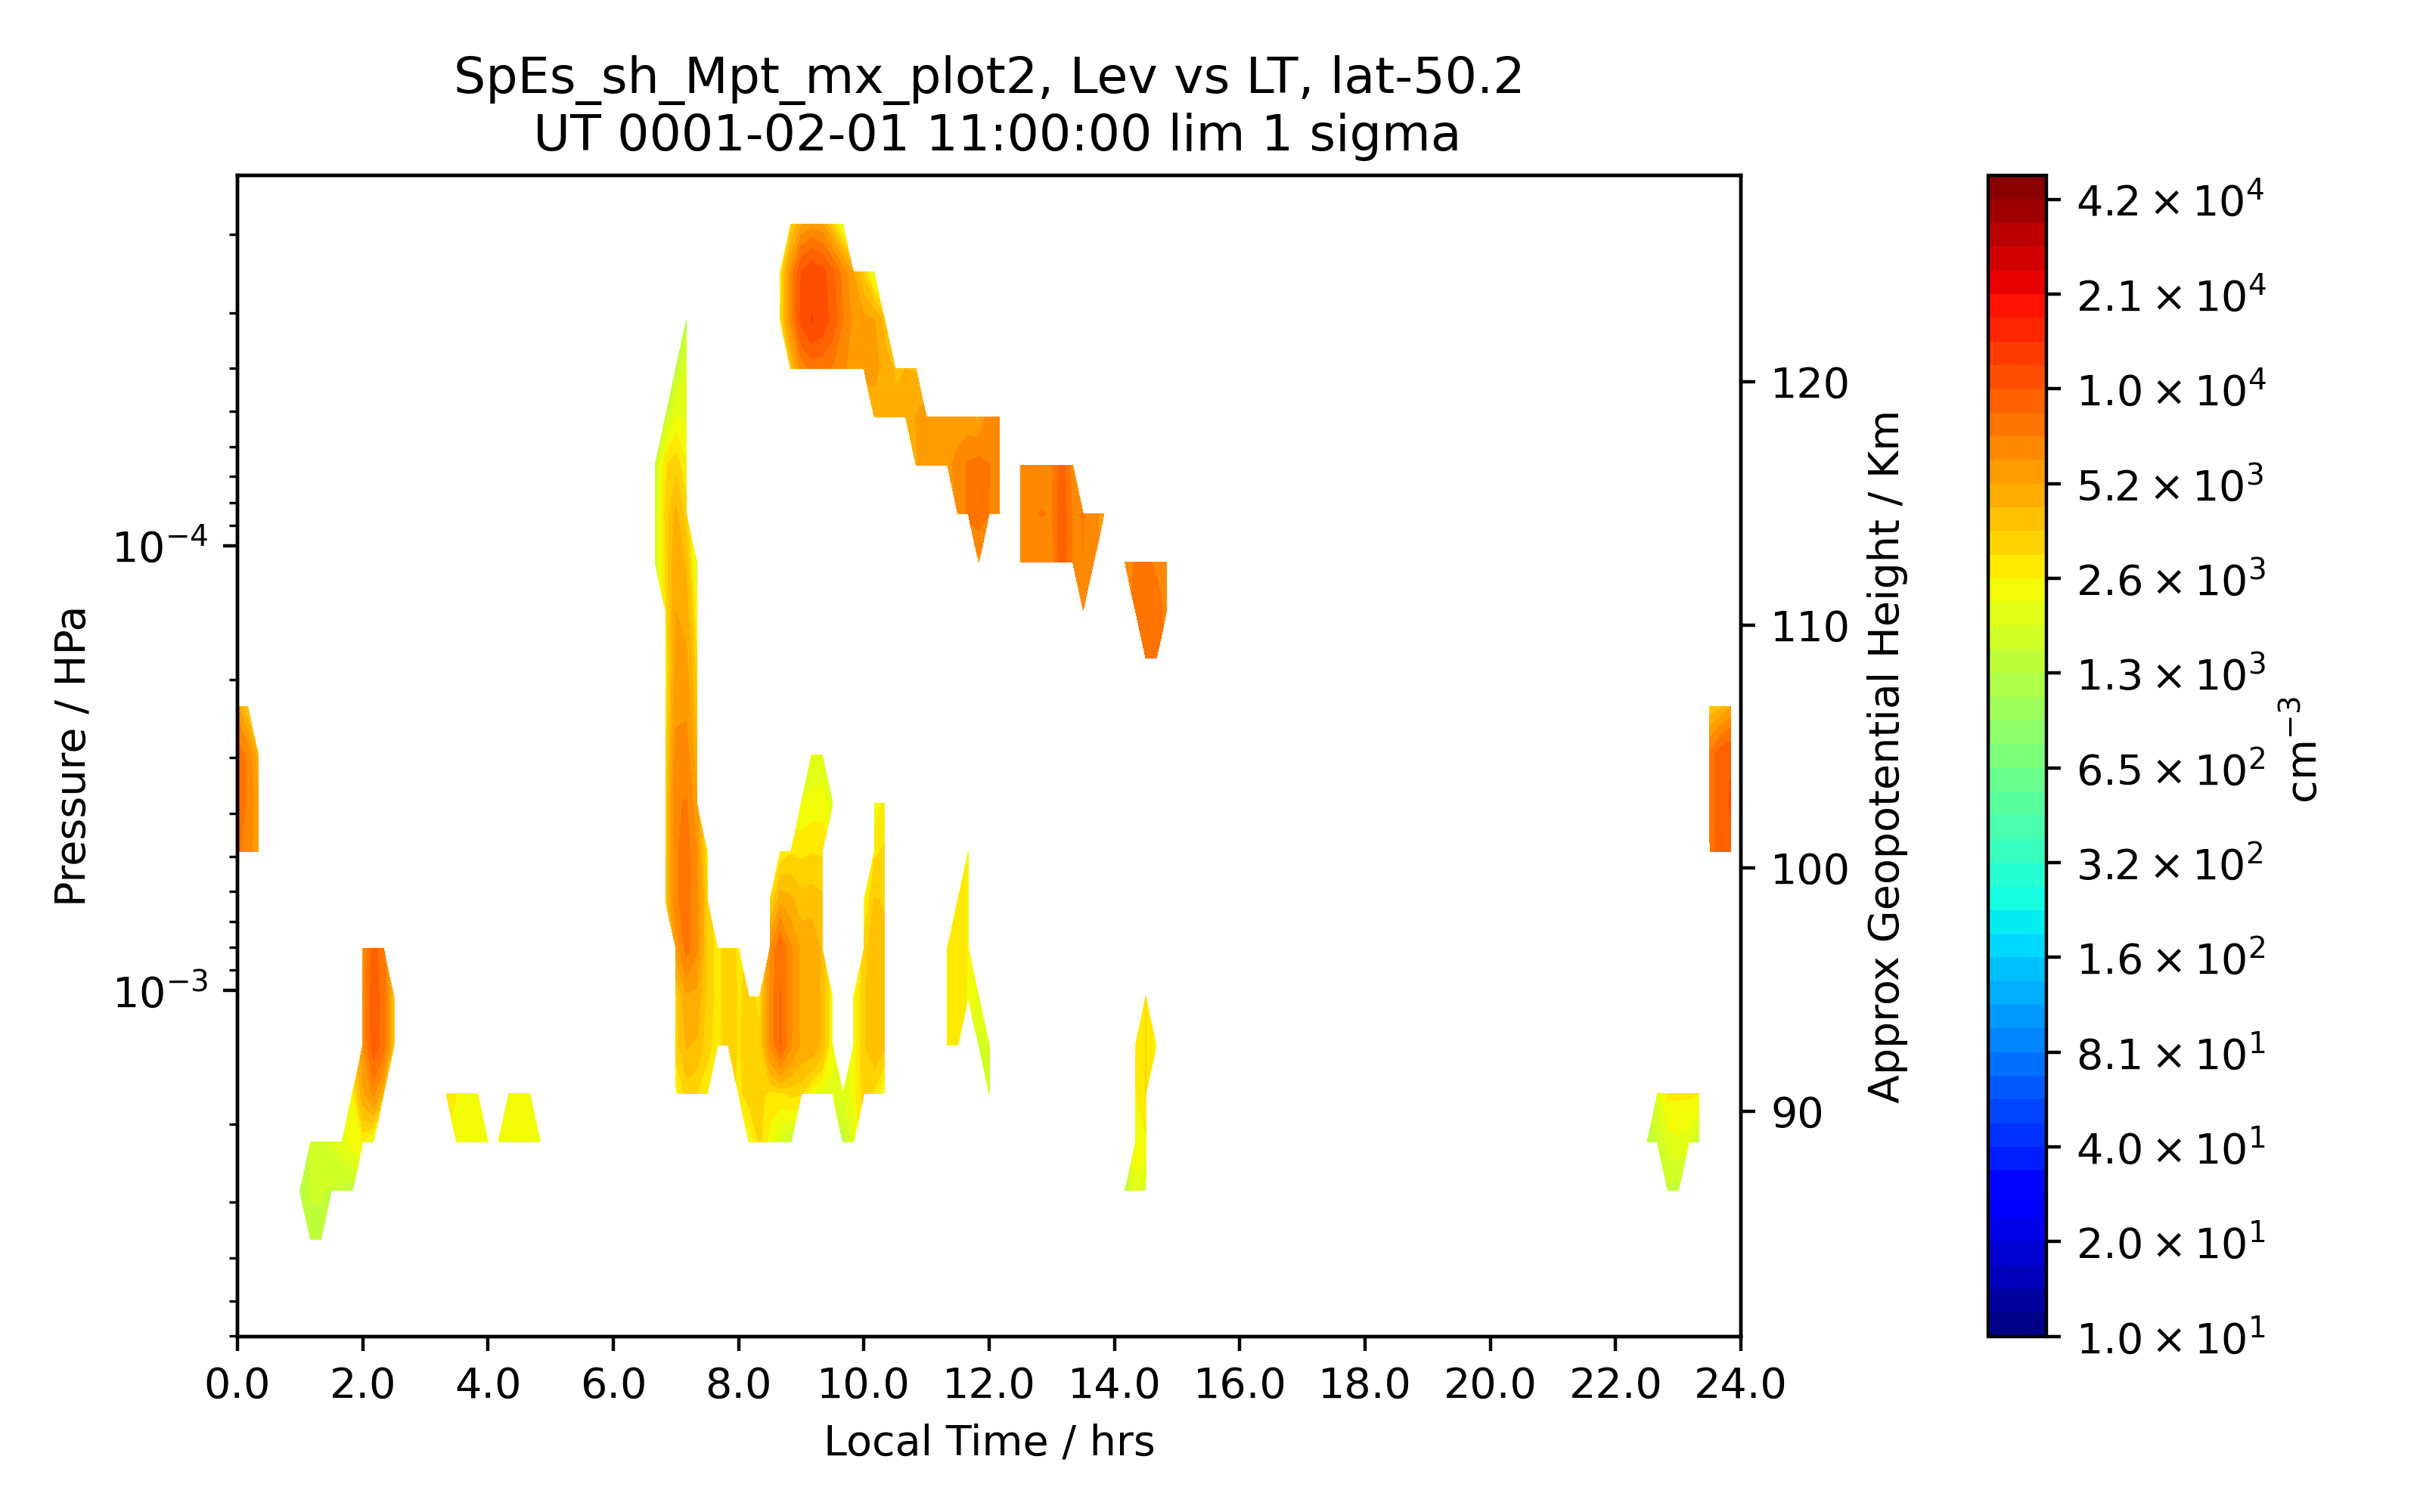 SpEs_sh_Mpt_mx_plot2, Lev vs LT, lat-50.2
UT 0001-02-01 11:00:00 lim 1 sigma
Pressure / HPa
10⁻⁴
10⁻³
0.0 2.0 4.0 6.0 8.0 10.0 12.0 14.0 16.0 18.0 20.0 22.0 24.0
Local Time / hrs
120
110
100
90
Approx Geopotential Height / Km
4.2 × 10⁴
2.1 × 10⁴
1.0 × 10⁴
5.2 × 10³
2.6 × 10³
1.3 × 10³
6.5 × 10²
3.2 × 10²
1.6 × 10²
8.1 × 10¹
4.0 × 10¹
2.0 × 10¹
1.0 × 10¹
cm⁻³